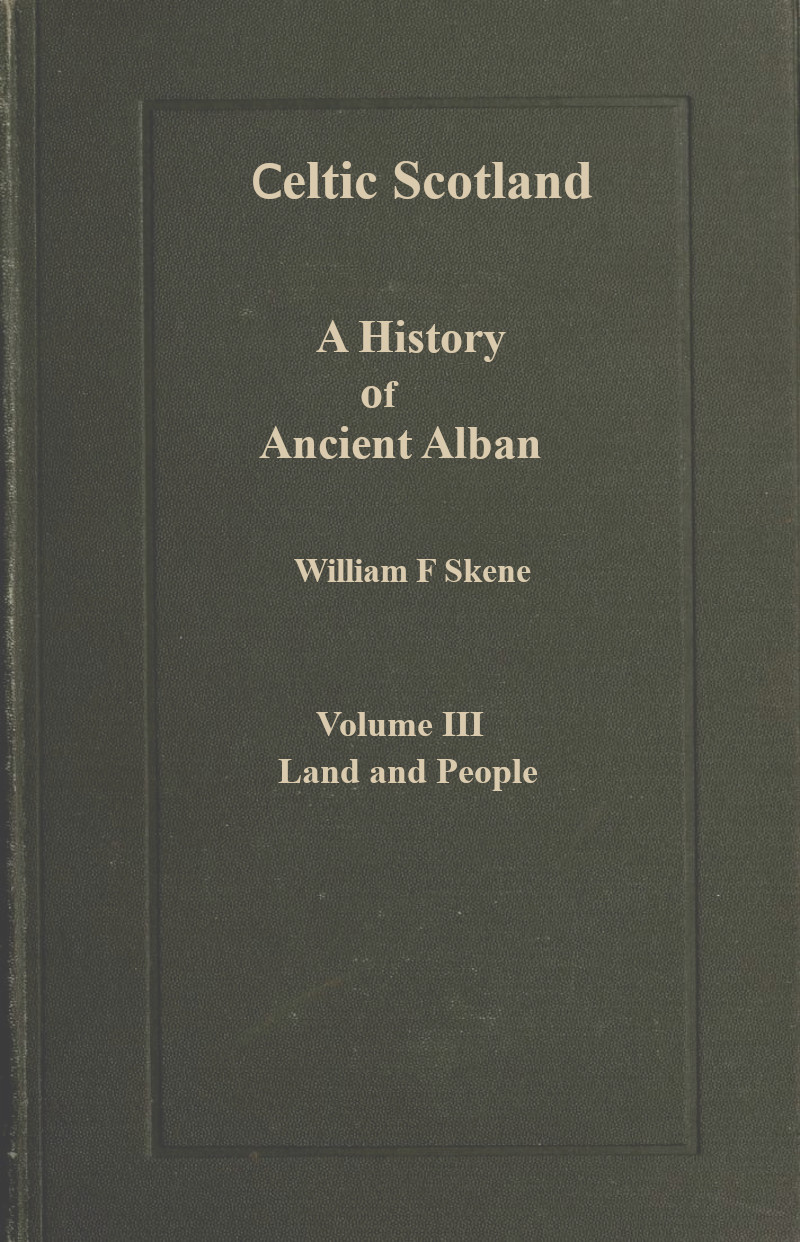 Celtic Scotland
A History
of
Ancient Alban
William F Skene
Volume III
Land and People